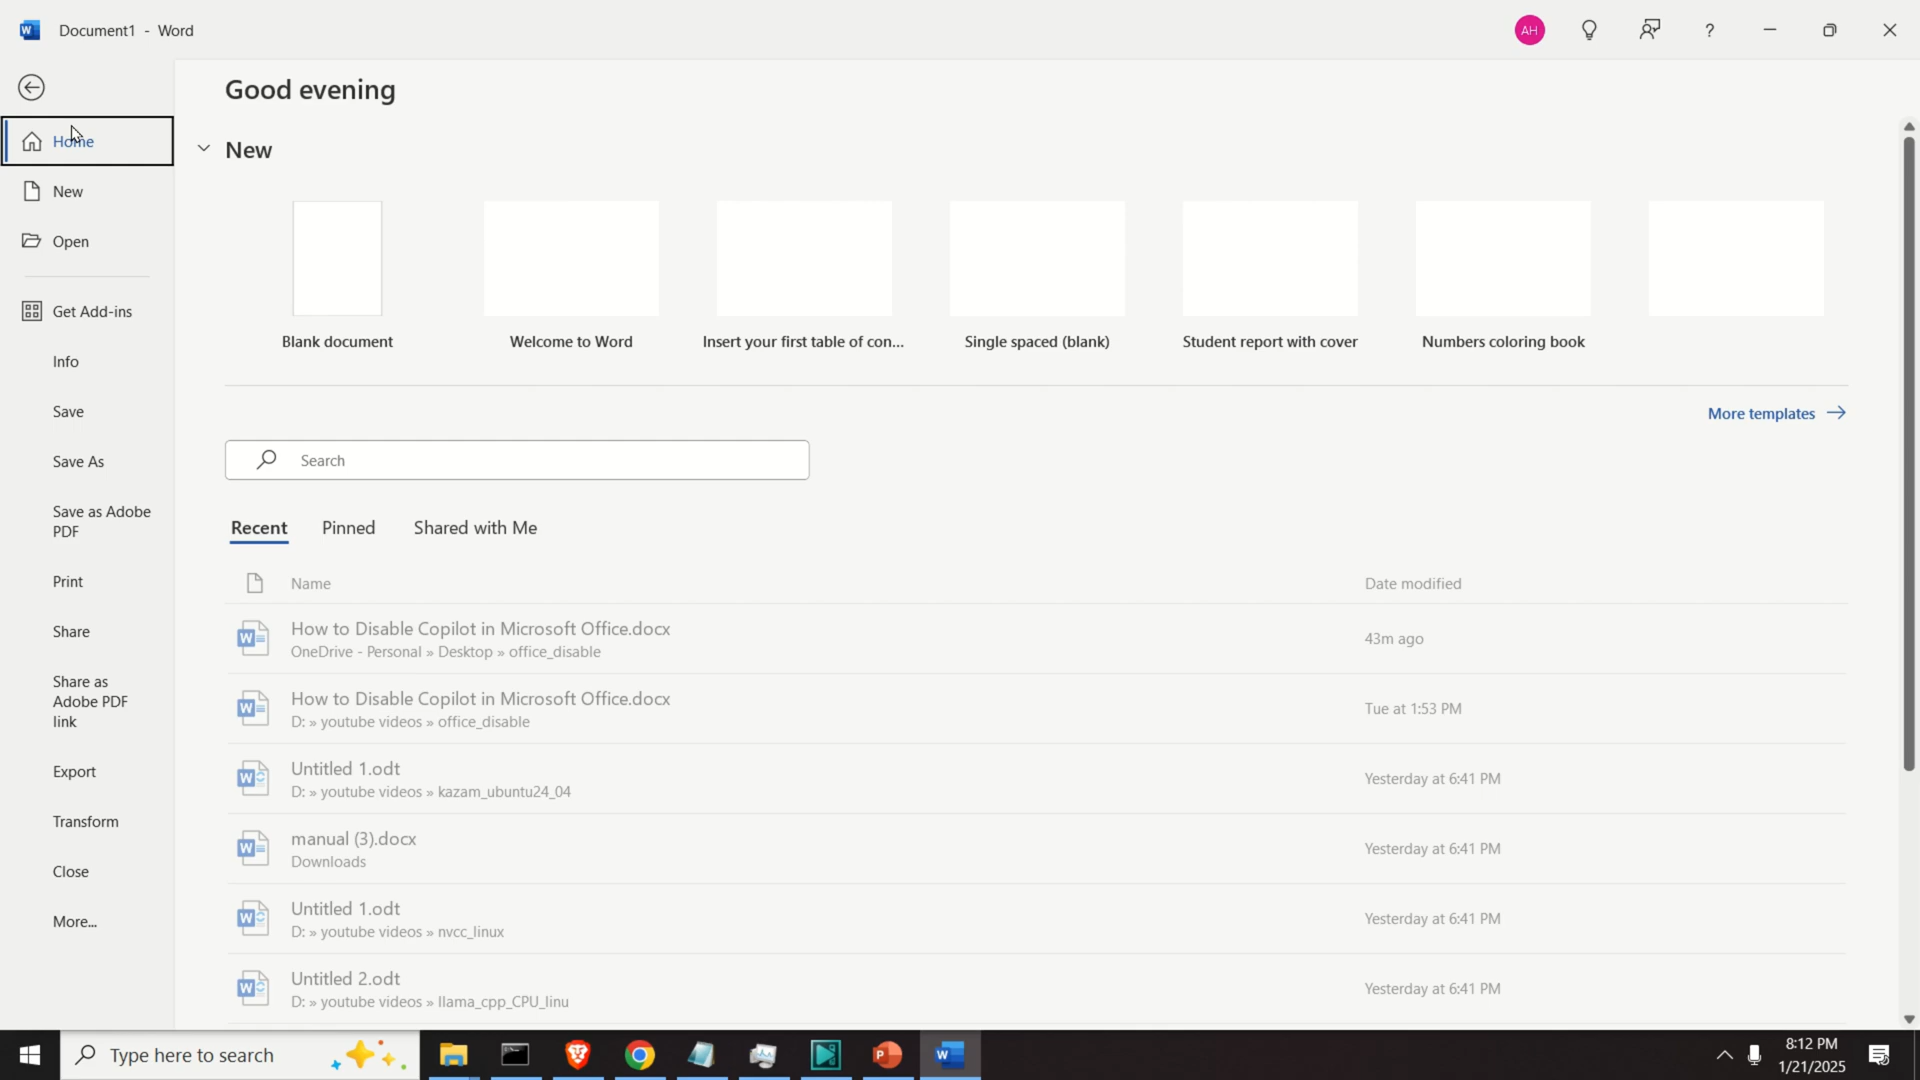 Document1 - Word
AH
?
Good evening
Home
New
New
Open
Blank document
Welcome to Word
Insert your first table of con...
Single spaced (blank)
Student report with cover
Numbers coloring book
Get Add-ins
Info
Save
More templates
Save As
Search
Save as Adobe
PDF
Recent Pinned Shared with Me
Print
Name Date modified
Share
How to Disable Copilot in Microsoft Office.docx
43m ago
OneDrive - Personal » Desktop » office_disable
Share as
Adobe PDF
link
How to Disable Copilot in Microsoft Office.docx
Tue at 1:53 PM
D: » youtube videos » office_disable
Export
Untitled 1.odt
Yesterday at 6:41 PM
D: » youtube videos » kazam_ubuntu24_04
Transform
manual (3).docx
Yesterday at 6:41 PM
Downloads
Close
Untitled 1.odt
Yesterday at 6:41 PM
D: » youtube videos » nvcc_linux
More...
Untitled 2.odt
Yesterday at 6:41 PM
D: » youtube videos » llama_cpp_CPU_linu
Type here to search
8:12 PM
1/21/2025